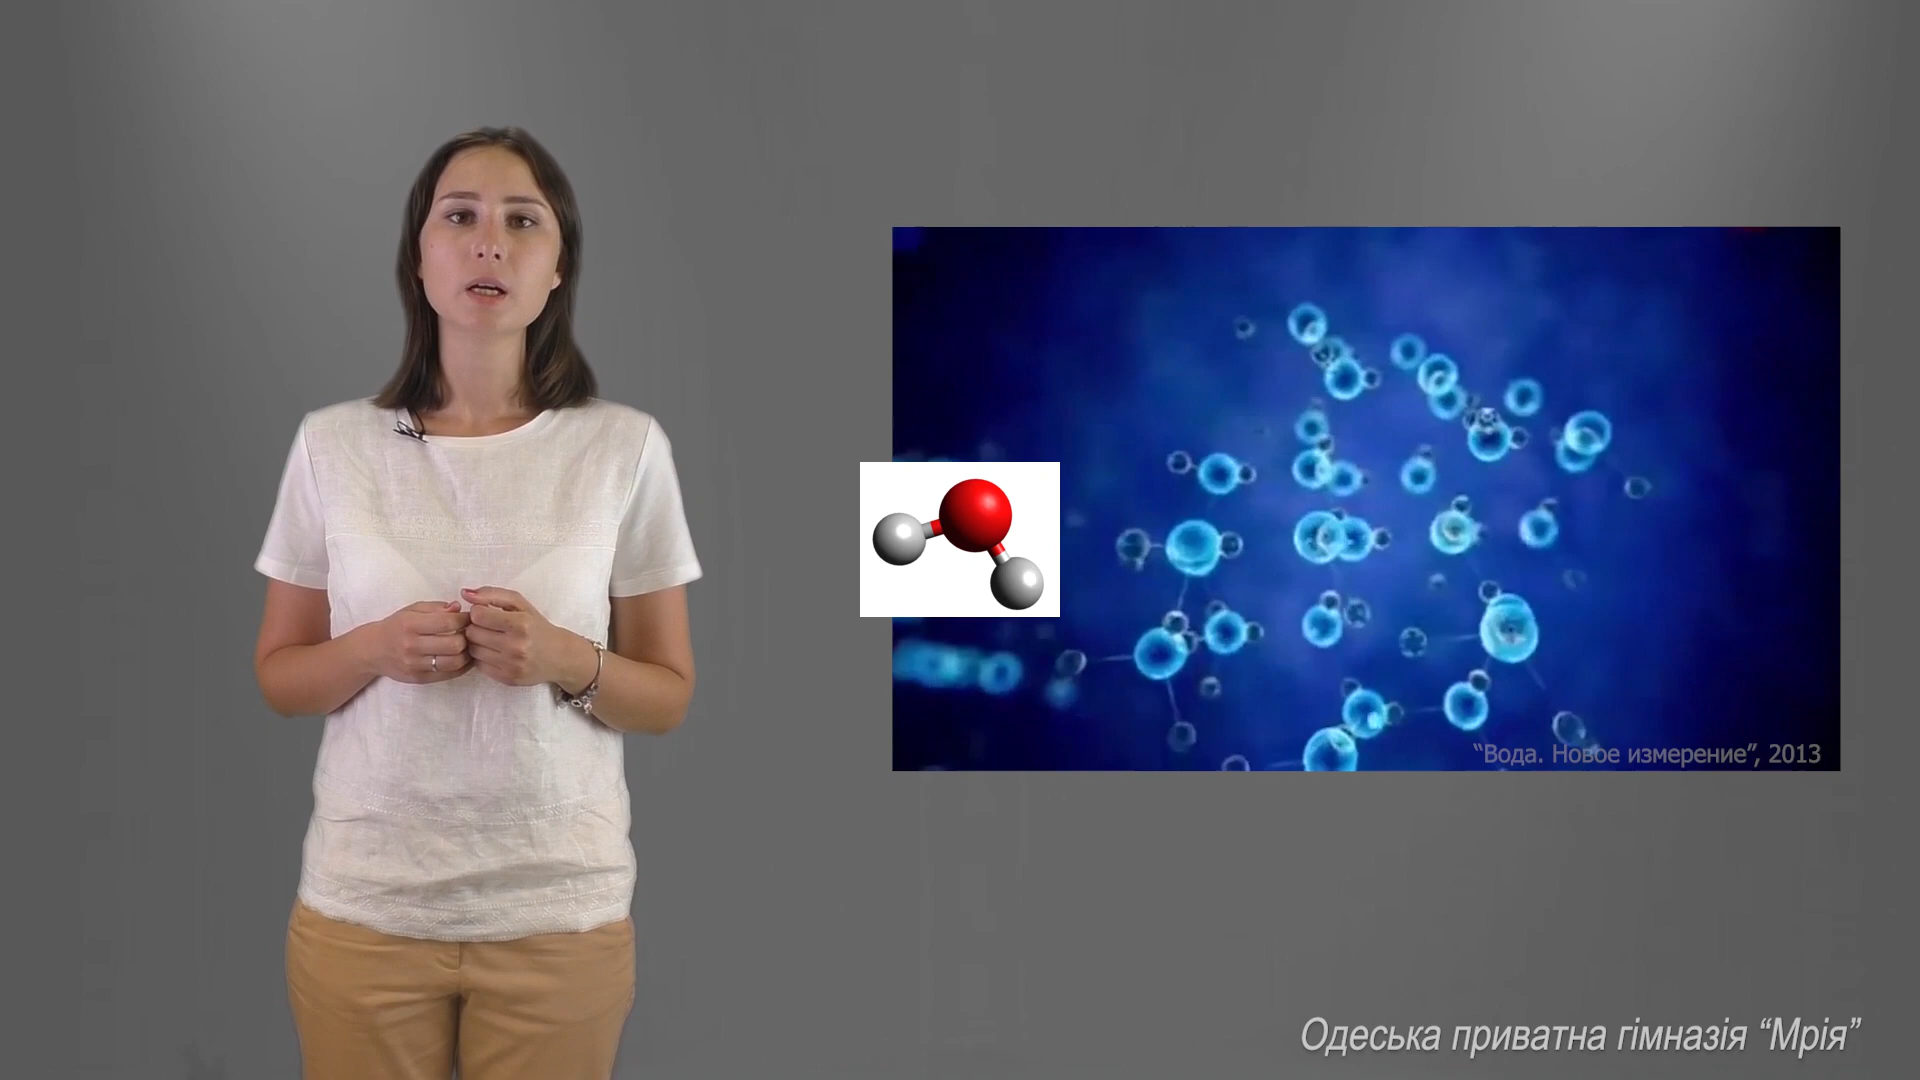 “Вода. Новое измерение”, 2013
Одеська приватна гімназія “Мрія”